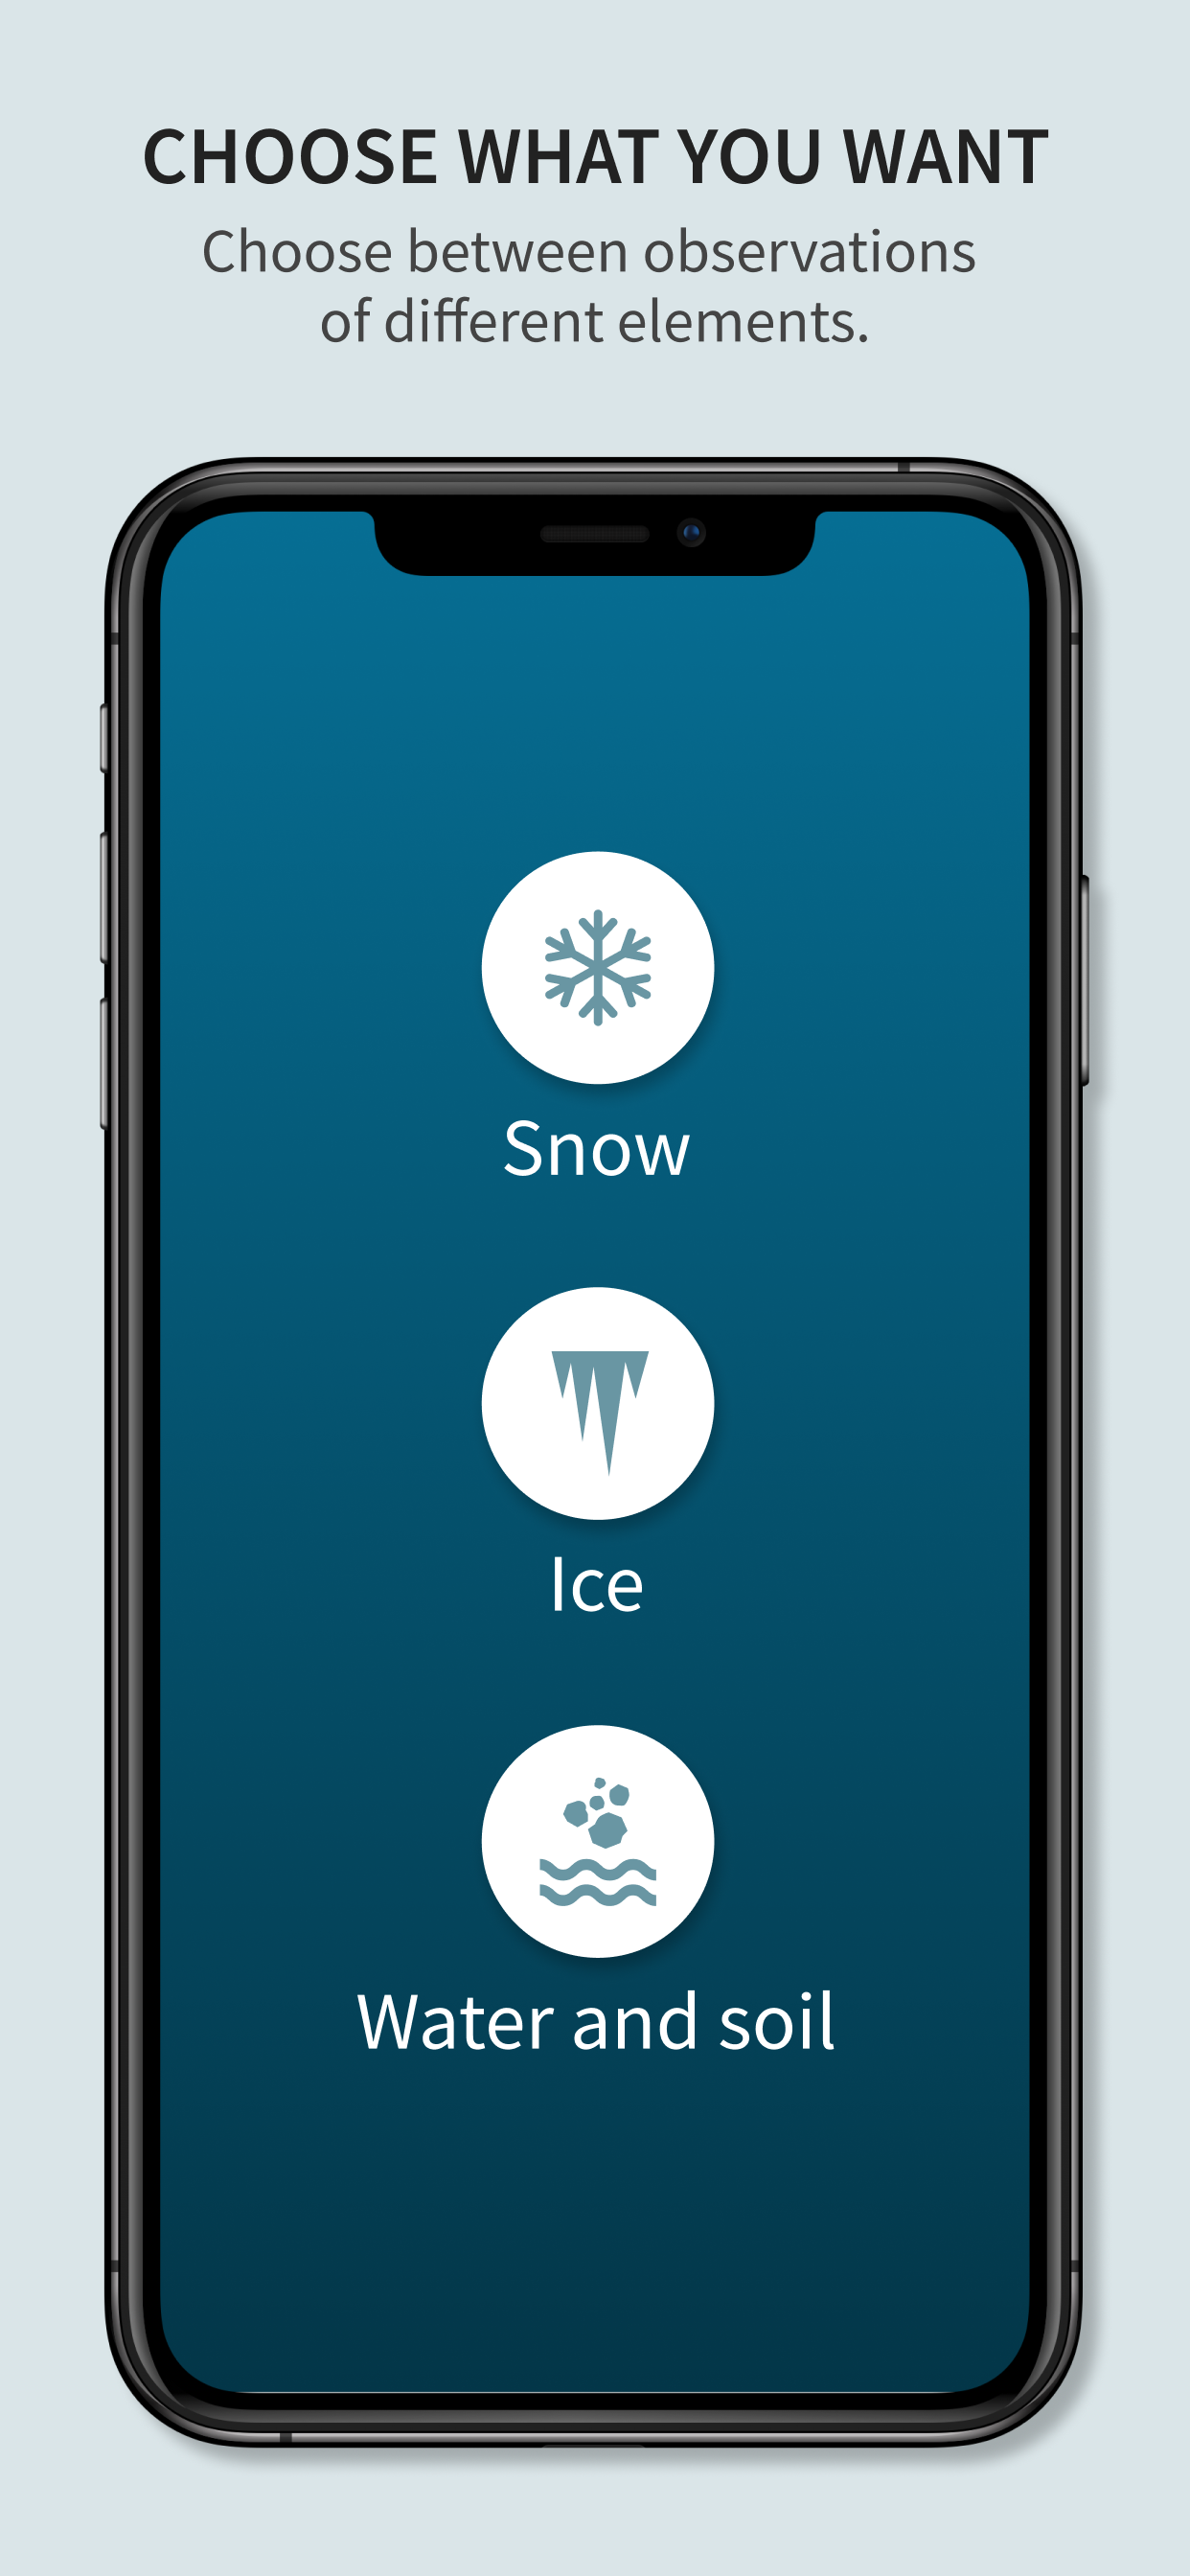 CHOOSE WHAT YOU WANT
Choose between observations
of different elements.
Snow
Ice
Water and soil